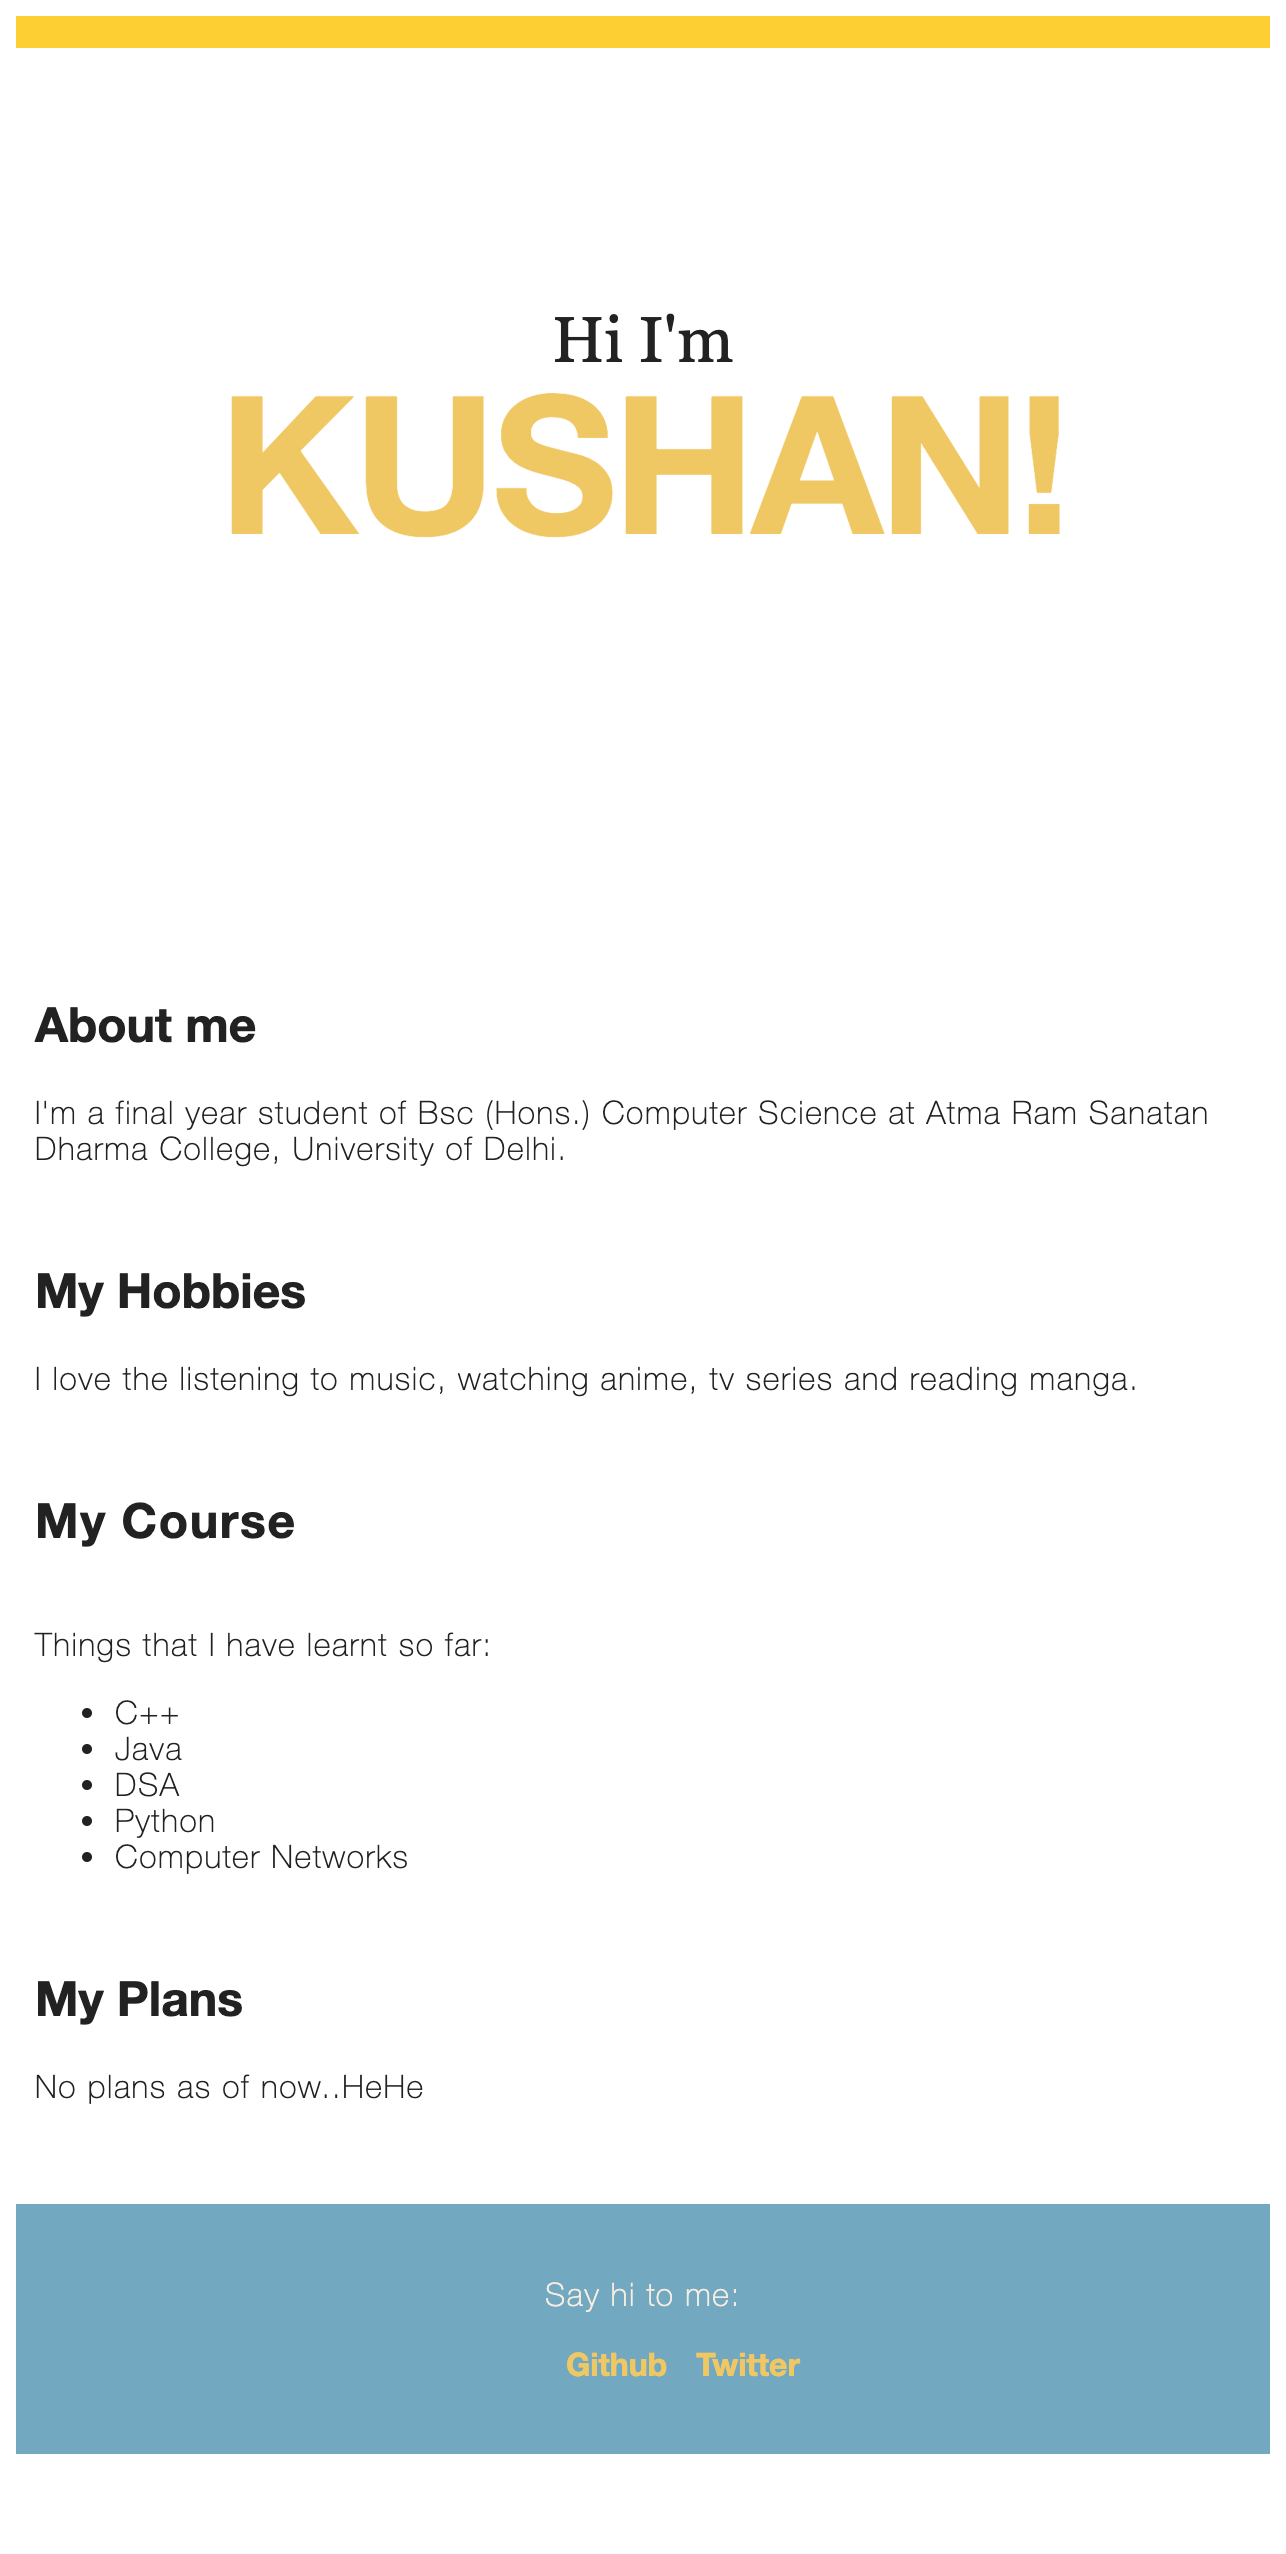 Hi I'm
KUSHAN!
About me
I'm a final year student of Bsc (Hons.) Computer Science at Atma Ram Sanatan
Dharma College, University of Delhi.
My Hobbies
I love the listening to music, watching anime, tv series and reading manga.
My Course
Things that I have learnt so far:
• C++
• Java
• DSA
• Python
• Computer Networks
My Plans
No plans as of now..HeHe
Say hi to me:
Github Twitter